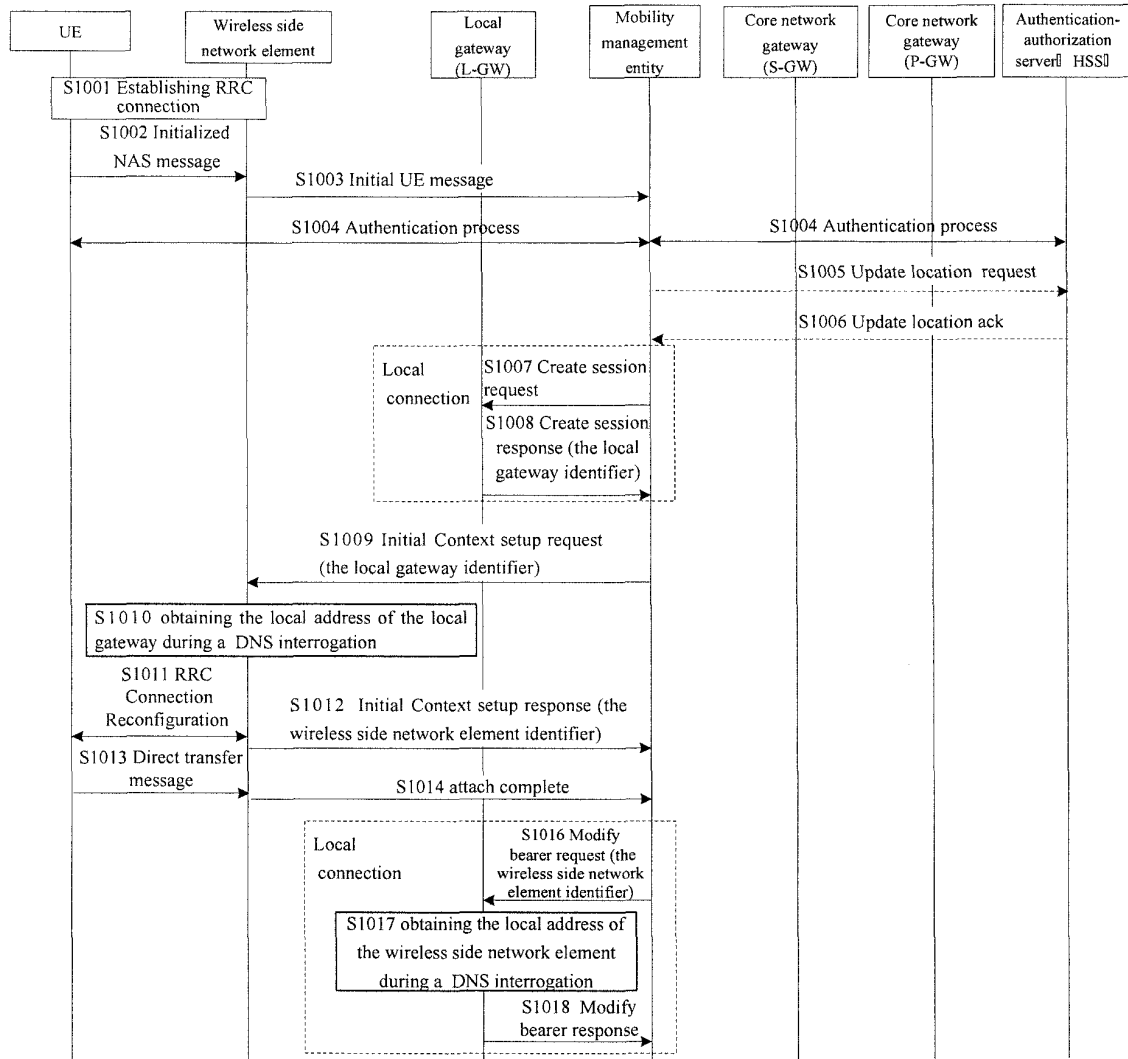 UE
Wireless side
network element
Local
gateway
(L-GW)
Mobility
management
entity
Core network
gateway
(S-GW)
Core network
gateway
(P-GW)
Authentication-
authorization
server▯ HSS▯
S1001 Establishing RRC
connection
S1002 Initialized
NAS message
S1003 Initial UE message
S1004 Authentication process
S1004 Authentication process
S1005 Update location request
S1006 Update location ack
Local
connection
S1007 Create session
request
S1008 Create session
response (the local
gateway identifier)
S1009 Initial Context setup request
(the local gateway identifier)
S1010 obtaining the local address of the local
gateway during a DNS interrogation
S1011 RRC
Connection
Reconfiguration
S1012 Initial Context setup response (the
wireless side network element identifier)
S1013 Direct transfer
message
S1014 attach complete
Local
connection
S1016 Modify
bearer request (the
wireless side network
element identifier)
S1017 obtaining the local address of
the wireless side network element
during a DNS interrogation
S1018 Modify
bearer response